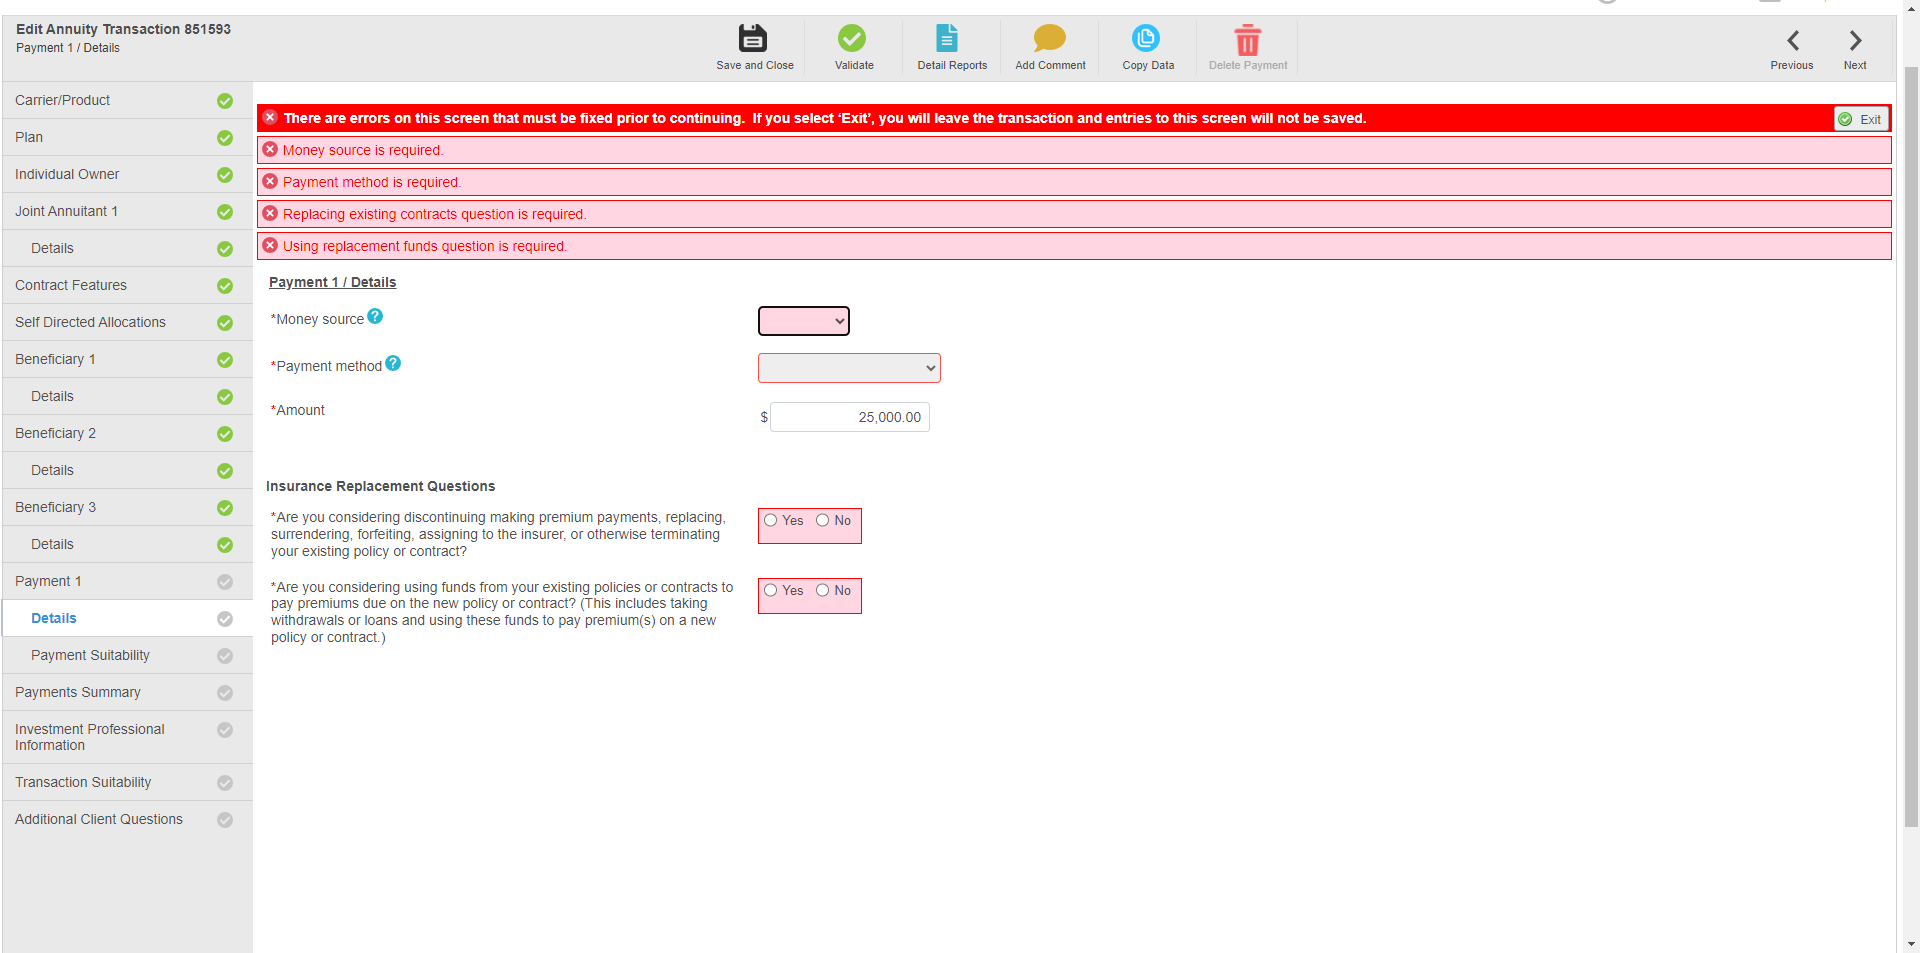 Edit Annuity Transaction 851593
Payment 1 / Details
Save and Close
Validate
Detail Reports
Add Comment
Copy Data
Delete Payment
Previous
Next
Carrier/Product
Plan
Individual Owner
Joint Annuitant 1
Details
Contract Features
Self Directed Allocations
Beneficiary 1
Details
Beneficiary 2
Details
Beneficiary 3
Details
Payment 1
Details
Payment Suitability
Payments Summary
Investment Professional
Information
Transaction Suitability
Additional Client Questions
There are errors on this screen that must be fixed prior to continuing.  If you select 'Exit', you will leave the transaction and entries to this screen will not be saved.
Exit
Money source is required.
Payment method is required.
Replacing existing contracts question is required.
Using replacement funds question is required.
Payment 1 / Details
*Money source ?
*Payment method ?
*Amount
$ 25,000.00
Insurance Replacement Questions
*Are you considering discontinuing making premium payments, replacing,
surrendering, forfeiting, assigning to the insurer, or otherwise terminating
your existing policy or contract?
Yes No
*Are you considering using funds from your existing policies or contracts to
pay premiums due on the new policy or contract? (This includes taking
withdrawals or loans and using these funds to pay premium(s) on a new
policy or contract.)
Yes No